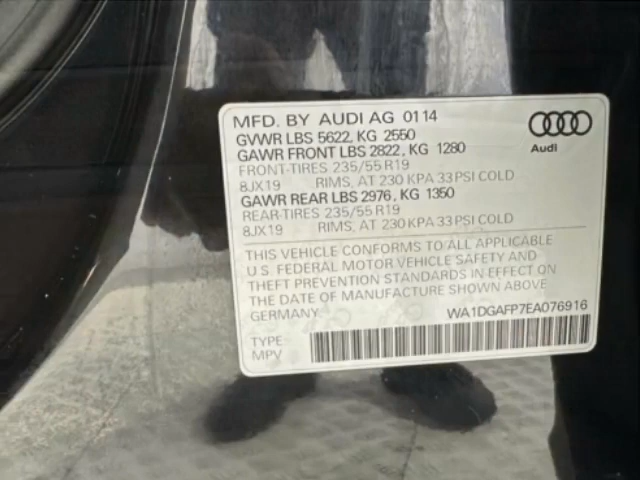 MFD. BY AUDI AG 01 14
GVWR LBS 5622, KG 2550
GAWR FRONT LBS 2822, KG 1280
FRONT-TIRES 235/55 R19
8JX19 RIMS, AT 230 KPA 33 PSI COLD
GAWR REAR LBS 2976, KG 1350
REAR-TIRES 235/55 R19
8JX19 RIMS, AT 230 KPA 33 PSI COLD
Audi
THIS VEHICLE CONFORMS TO ALL APPLICABLE
U.S. FEDERAL MOTOR VEHICLE SAFETY AND
THEFT PREVENTION STANDARDS IN EFFECT ON
THE DATE OF MANUFACTURE SHOWN ABOVE
GERMANY WA1DGAFP7EA076916
TYPE:
MPV